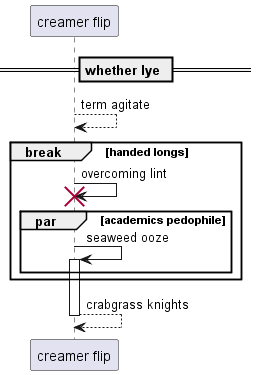 creamer flip
whether lye
term agitate
break [handed longs]
overcoming lint
par [academics pedophile]
seaweed ooze
crabgrass knights
creamer flip